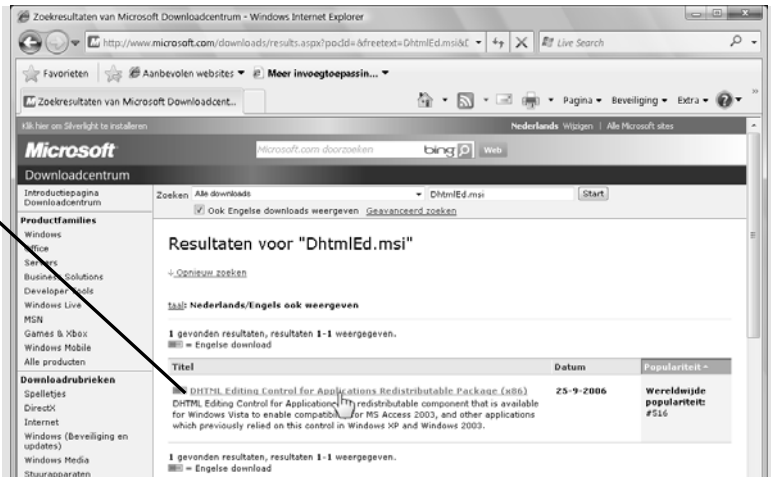 Zoekresultaten van Microsoft Downloadcentrum - Windows Internet Explorer
http://www.microsoft.com/downloads/results.aspx?pocId=&freetext=DhtmlEd.msi&C
Live Search
Favorieten Aanbevolen websites Meer invoegtoepassin...
Zoekresultaten van Microsoft Downloadcent... Pagina Beveiliging Extra
Klik hier om Silverlight te installeren Nederlands Wijzigen | Alle Microsoft sites
Microsoft Microsoft.com doorzoeken bing Web
Downloadcentrum
Introductiepagina
Downloadcentrum
Zoeken Alle downloads DhtmlEd.msi Start
Ook Engelse downloads weergeven Geavanceerd zoeken
Productfamilies
Windows
Office
Servers
Business Solutions
Developer Tools
Windows Live
MSN
Games & Xbox
Windows Mobile
Alle producten
Downloadrubrieken
Spelletjes
DirectX
Internet
Windows (Beveiliging en
updates)
Windows Media
Stuurapparaten
Resultaten voor "DhtmlEd.msi"
Opnieuw zoeken
taal: Nederlands/Engels ook weergeven
1 gevonden resultaten, resultaten 1-1 weergegeven.
= Engelse download
Titel Datum Populariteit
DHTML Editing Control for Applications Redistributable Package (x86) 25-9-2006 Wereldwijde
populariteit:
#516
DHTML Editing Control for Applications redistributable component that is available
for Windows Vista to enable for MS Access 2003, and other applications
which previously relied on this control in Windows XP and Windows 2003.
1 gevonden resultaten, resultaten 1-1 weergegeven.
= Engelse download